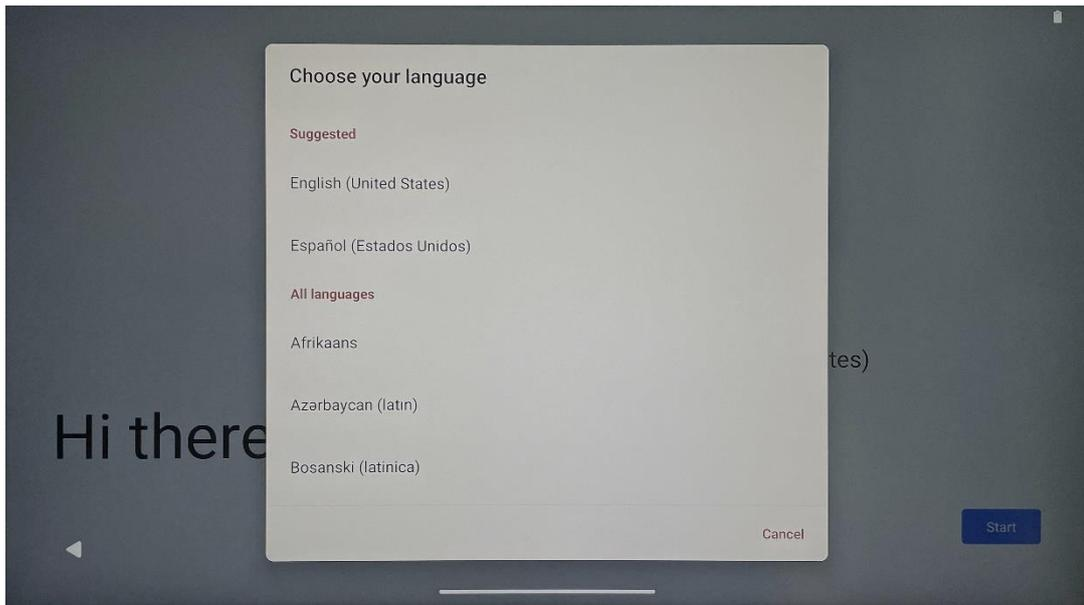 Choose your language
Suggested
English (United States)
Español (Estados Unidos)
All languages
Afrikaans
Azərbaycan (latın)
Bosanski (latinica)
Cancel
tes)
Hi there
Start